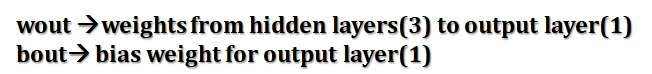 wout →weights from hidden layers(3) to output layer(1)
bout→ bias weight for output layer(1)